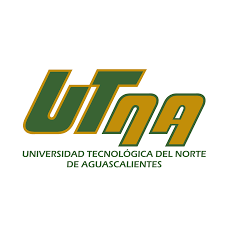 UTNA
UNIVERSIDAD TECNOLÓGICA DEL NORTE
DE AGUASCALIENTES